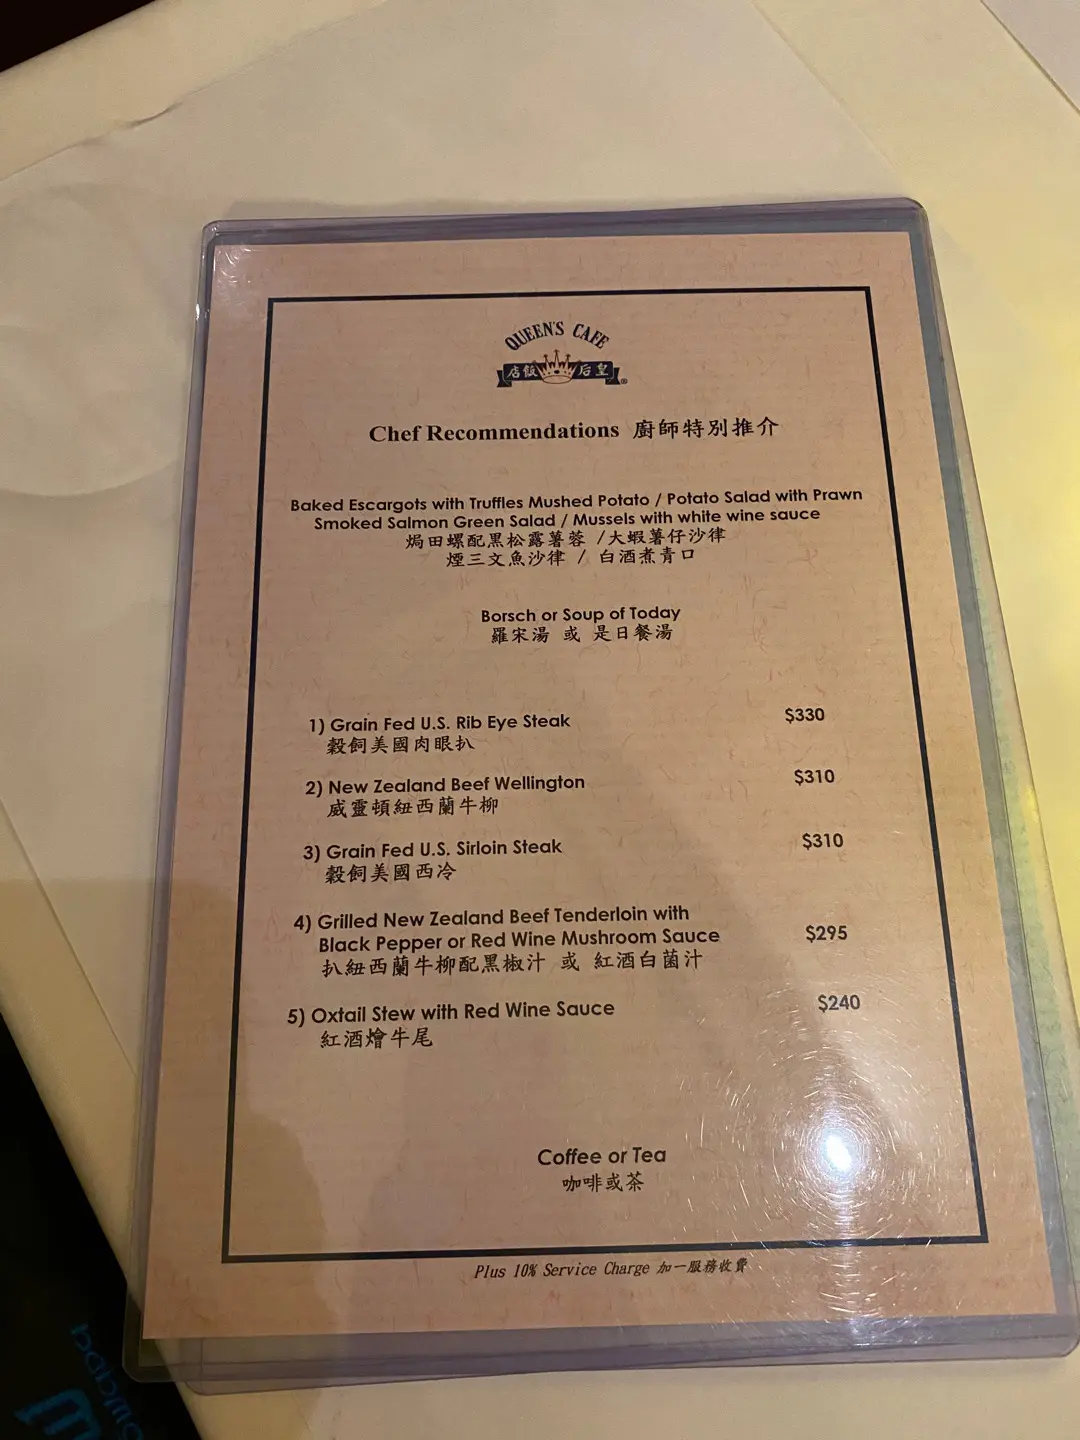 QUEEN'S CAFE
店飯 后皇
Chef Recommendations 廚師特別推介
Baked Escargots with Truffles Mushed Potato / Potato Salad with Prawn
Smoked Salmon Green Salad / Mussels with white wine sauce
焗田螺配黑松露薯蓉 /大蝦薯仔沙律
煙三文魚沙律 / 白酒煮青口
Borsch or Soup of Today
羅宋湯 或 是日餐湯
1) Grain Fed U.S. Rib Eye Steak $330
穀飼美國肉眼扒
2) New Zealand Beef Wellington $310
威靈頓紐西蘭牛柳
3) Grain Fed U.S. Sirloin Steak $310
穀飼美國西冷
4) Grilled New Zealand Beef Tenderloin with
Black Pepper or Red Wine Mushroom Sauce $295
扒紐西蘭牛柳配黑椒汁 或 紅酒白菌汁
5) Oxtail Stew with Red Wine Sauce $240
紅酒燴牛尾
Coffee or Tea
咖啡或茶
Plus 10% Service Charge 加一服務收費